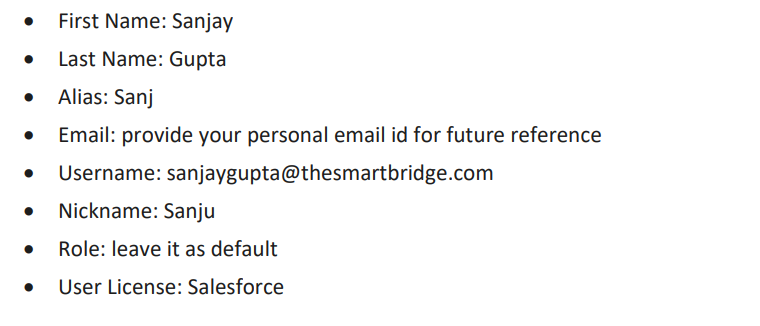 • First Name: Sanjay
• Last Name: Gupta
• Alias: Sanj
• Email: provide your personal email id for future reference
• Username: sanjaygupta@thesmartbridge.com
• Nickname: Sanju
• Role: leave it as default
• User License: Salesforce